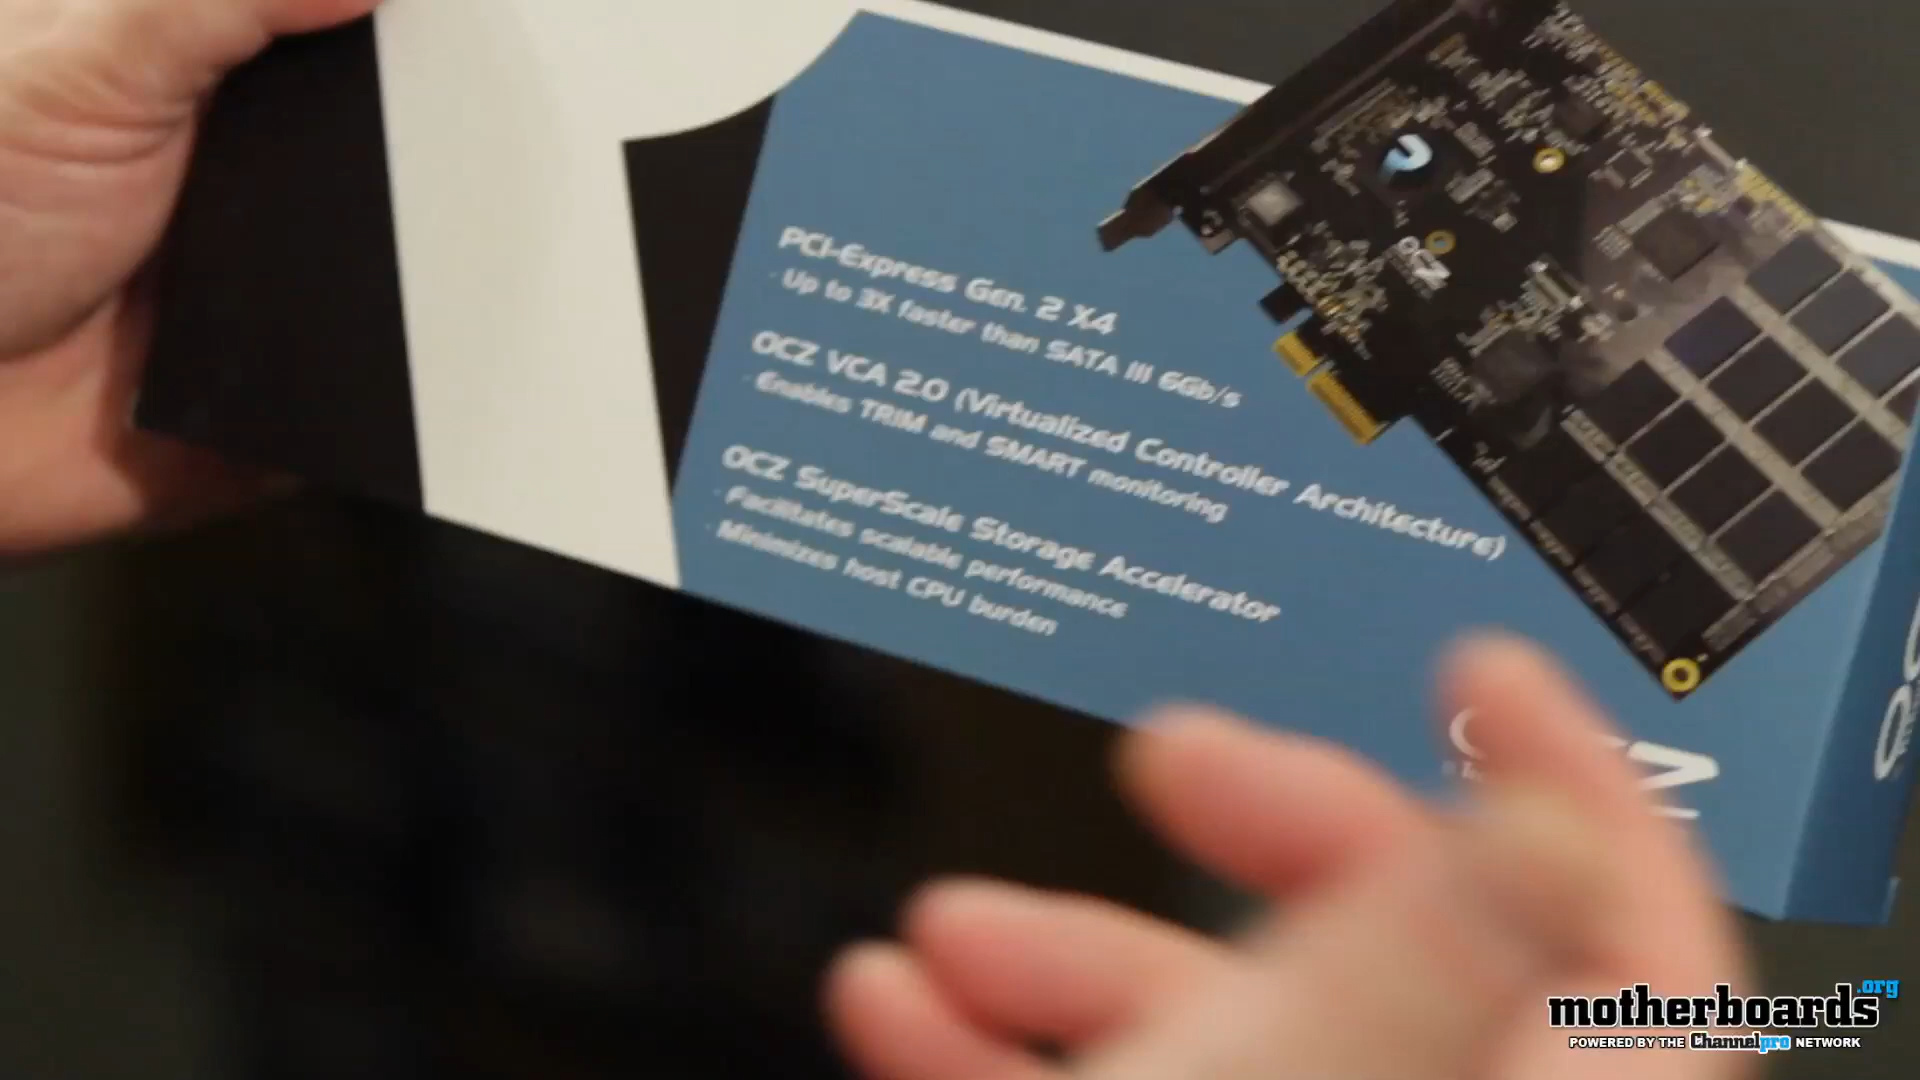 PCI-Express Gen. 2 X4
· Up to 3X faster than SATA III 6Gb/s
OCZ VCA 2.0 (Virtualized Controller Architecture)
· Enables TRIM and SMART monitoring
OCZ SuperScale Storage Accelerator
· Facilitates scalable performance
· Minimizes host CPU burden
OCZ
motherboards.org
POWERED BY THE Channelpro NETWORK